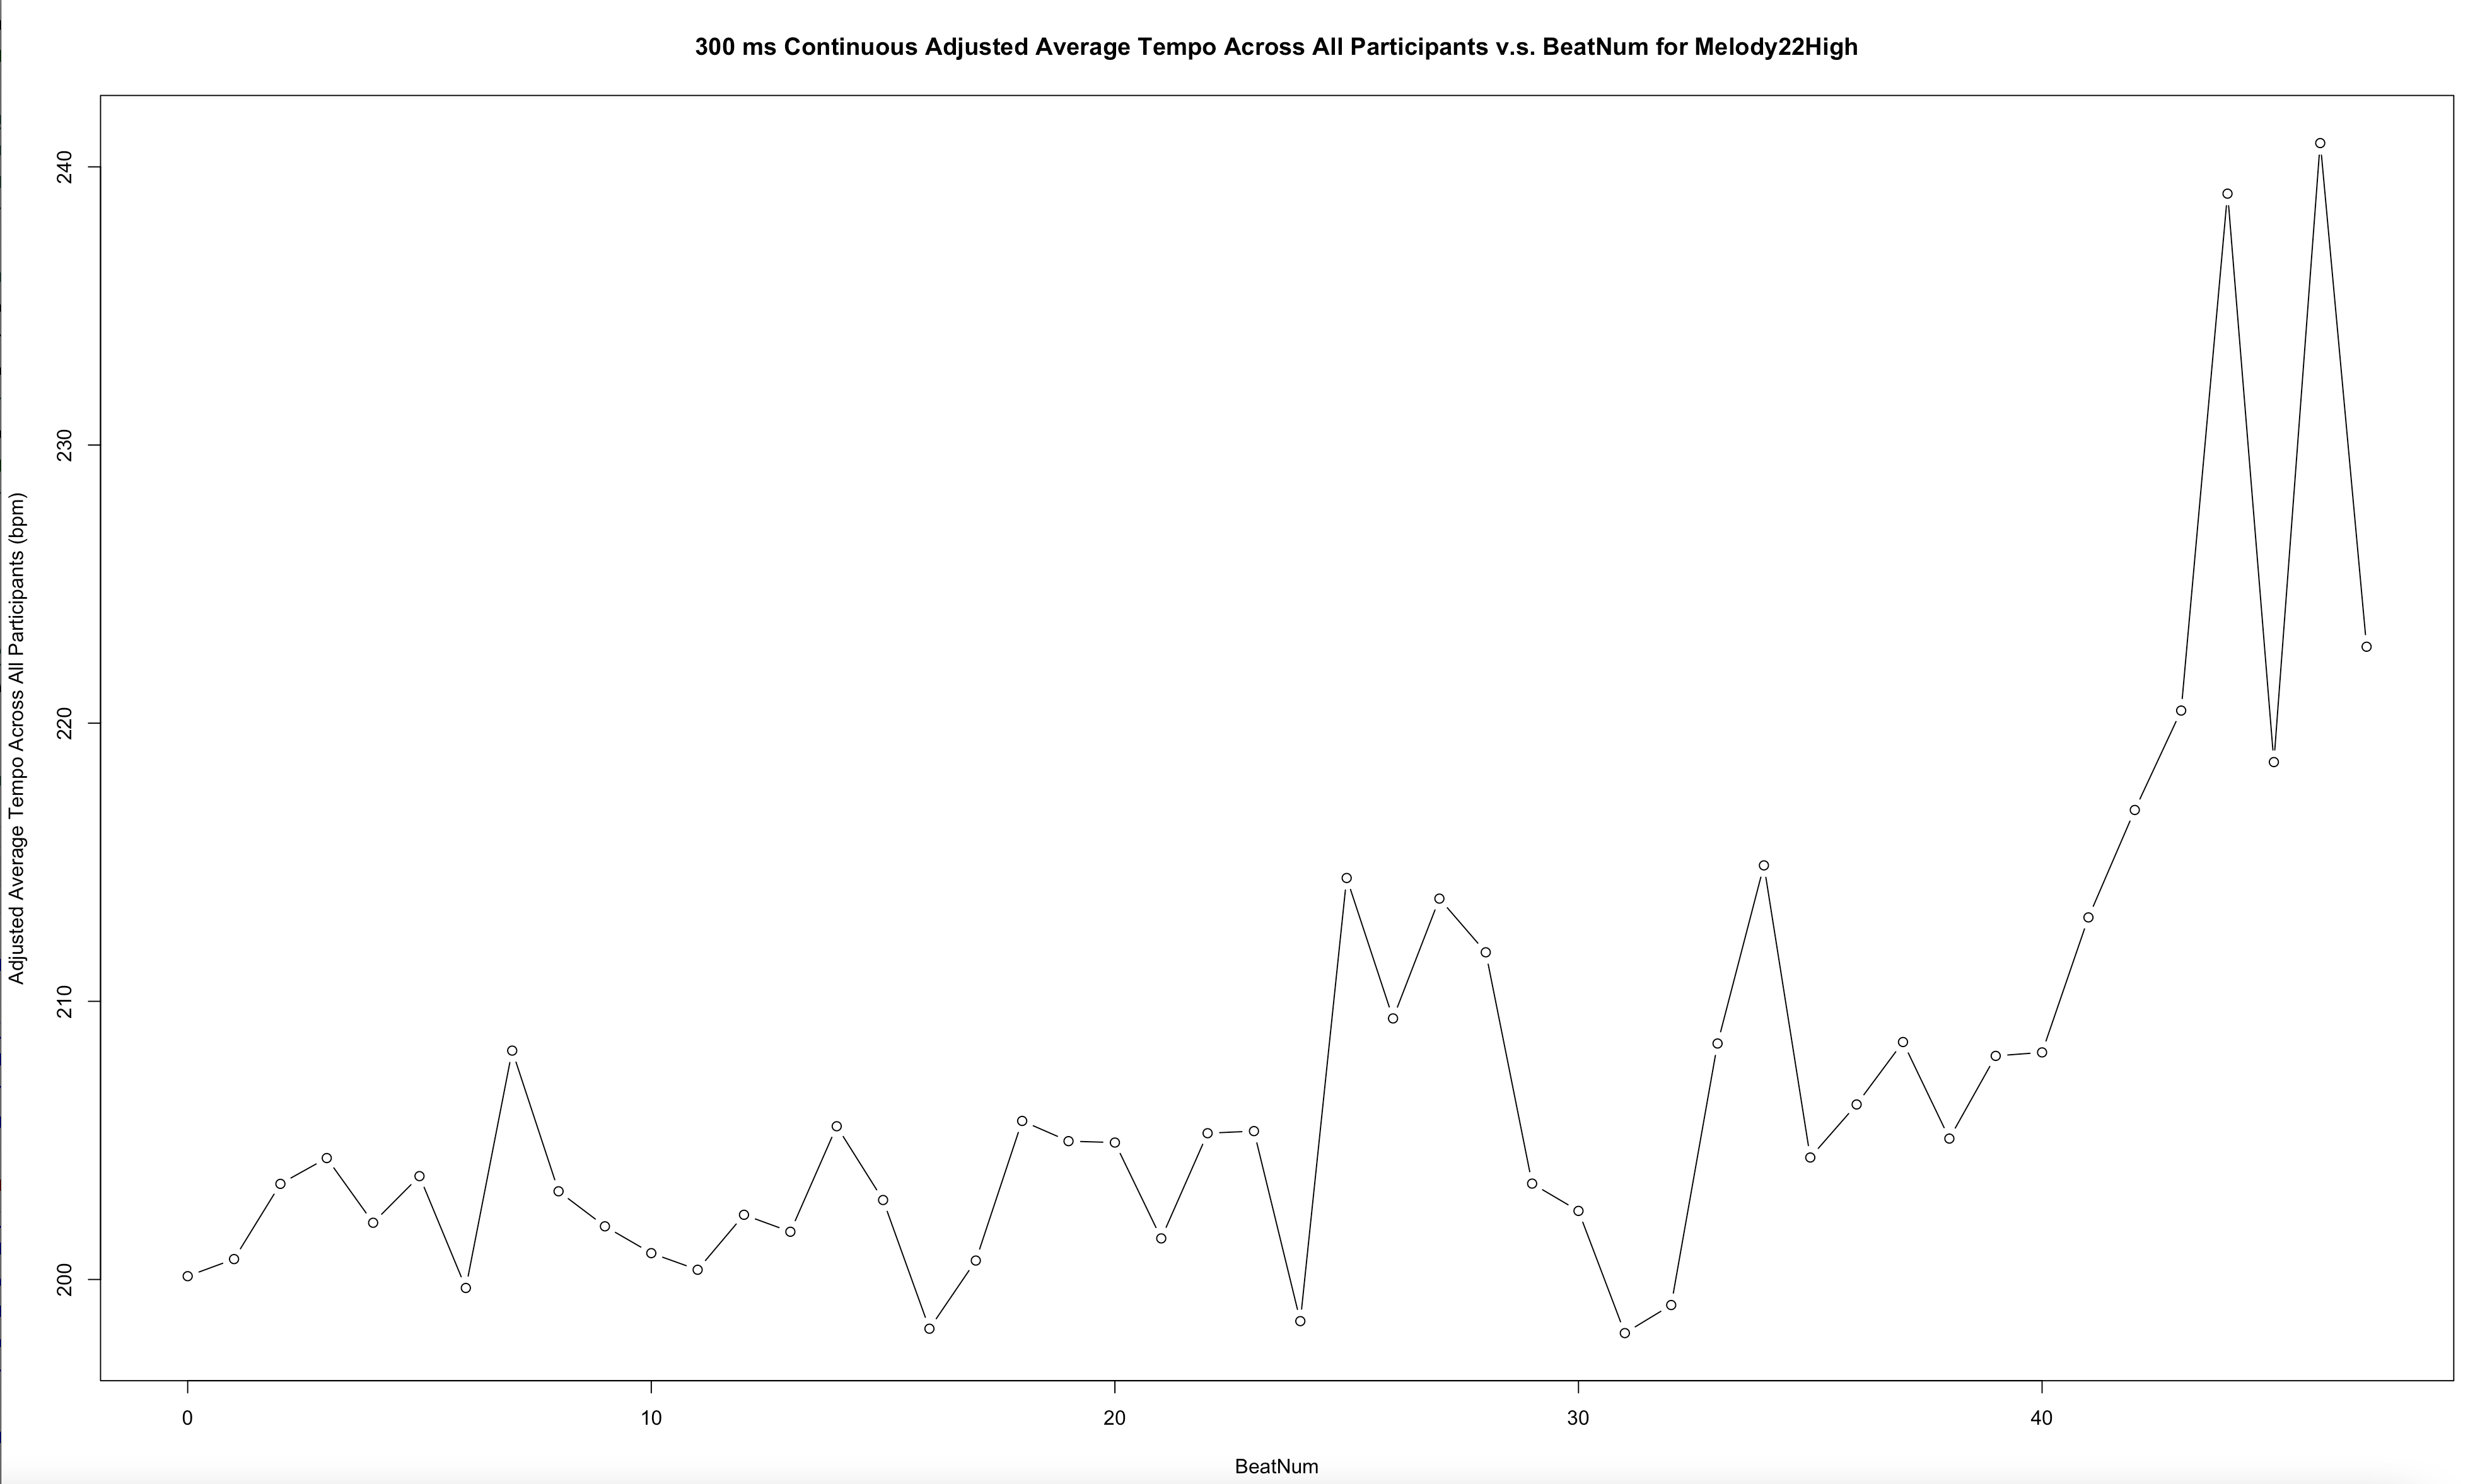 300 ms Continuous Adjusted Average Tempo Across All Participants v.s. BeatNum for Melody22High
Adjusted Average Tempo Across All Participants (bpm)
240
230
220
210
200
0 10 20 30 40
BeatNum